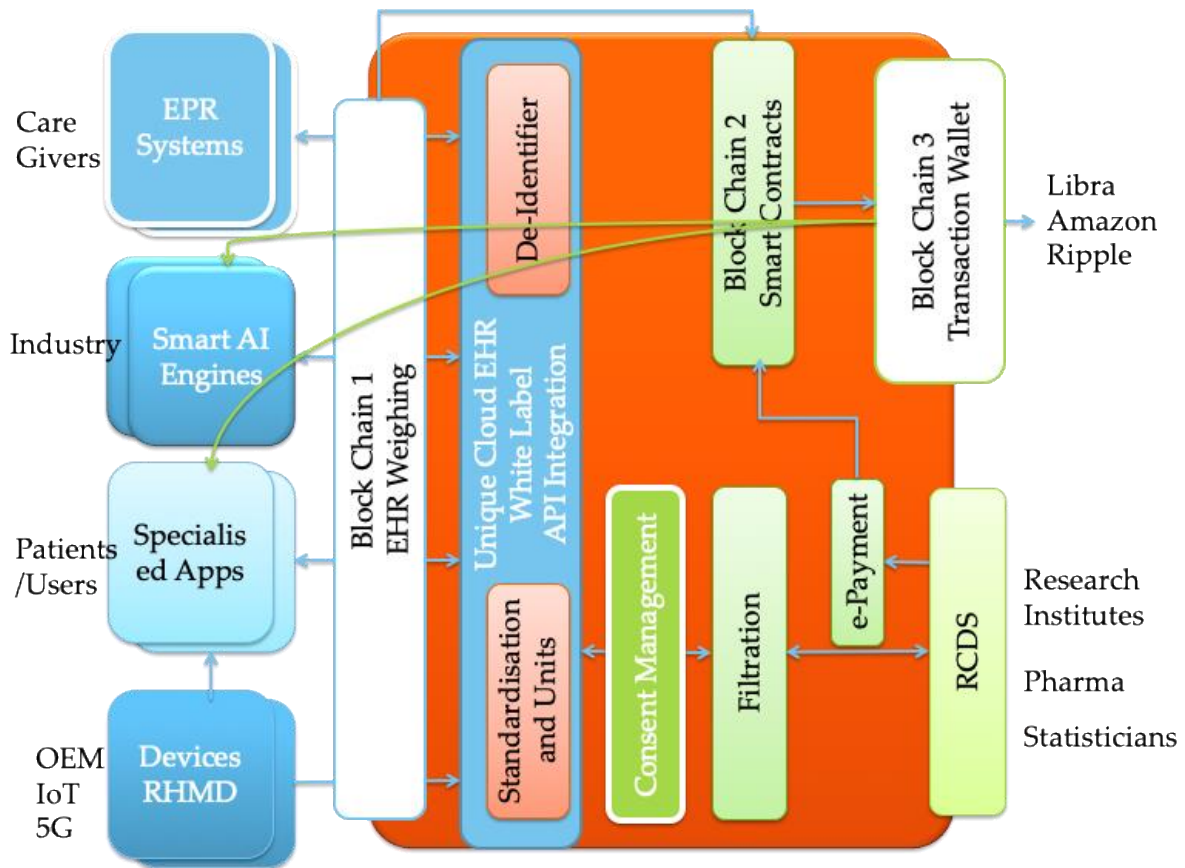 Care
Givers
EPR
Systems
Industry
Smart AI
Engines
Patients
/Users
Specialis
ed Apps
OEM
IoT
5G
Devices
RHMD
Block Chain 1
EHR Weighing
Unique Cloud EHR
White Label
API Integration
De-Identifier
Standardisation
and Units
Consent Management
Filtration
Block Chain 2
Smart Contracts
e-Payment
Block Chain 3
Transaction Wallet
RCDS
Libra
Amazon
Ripple
Research
Institutes
Pharma
Statisticians